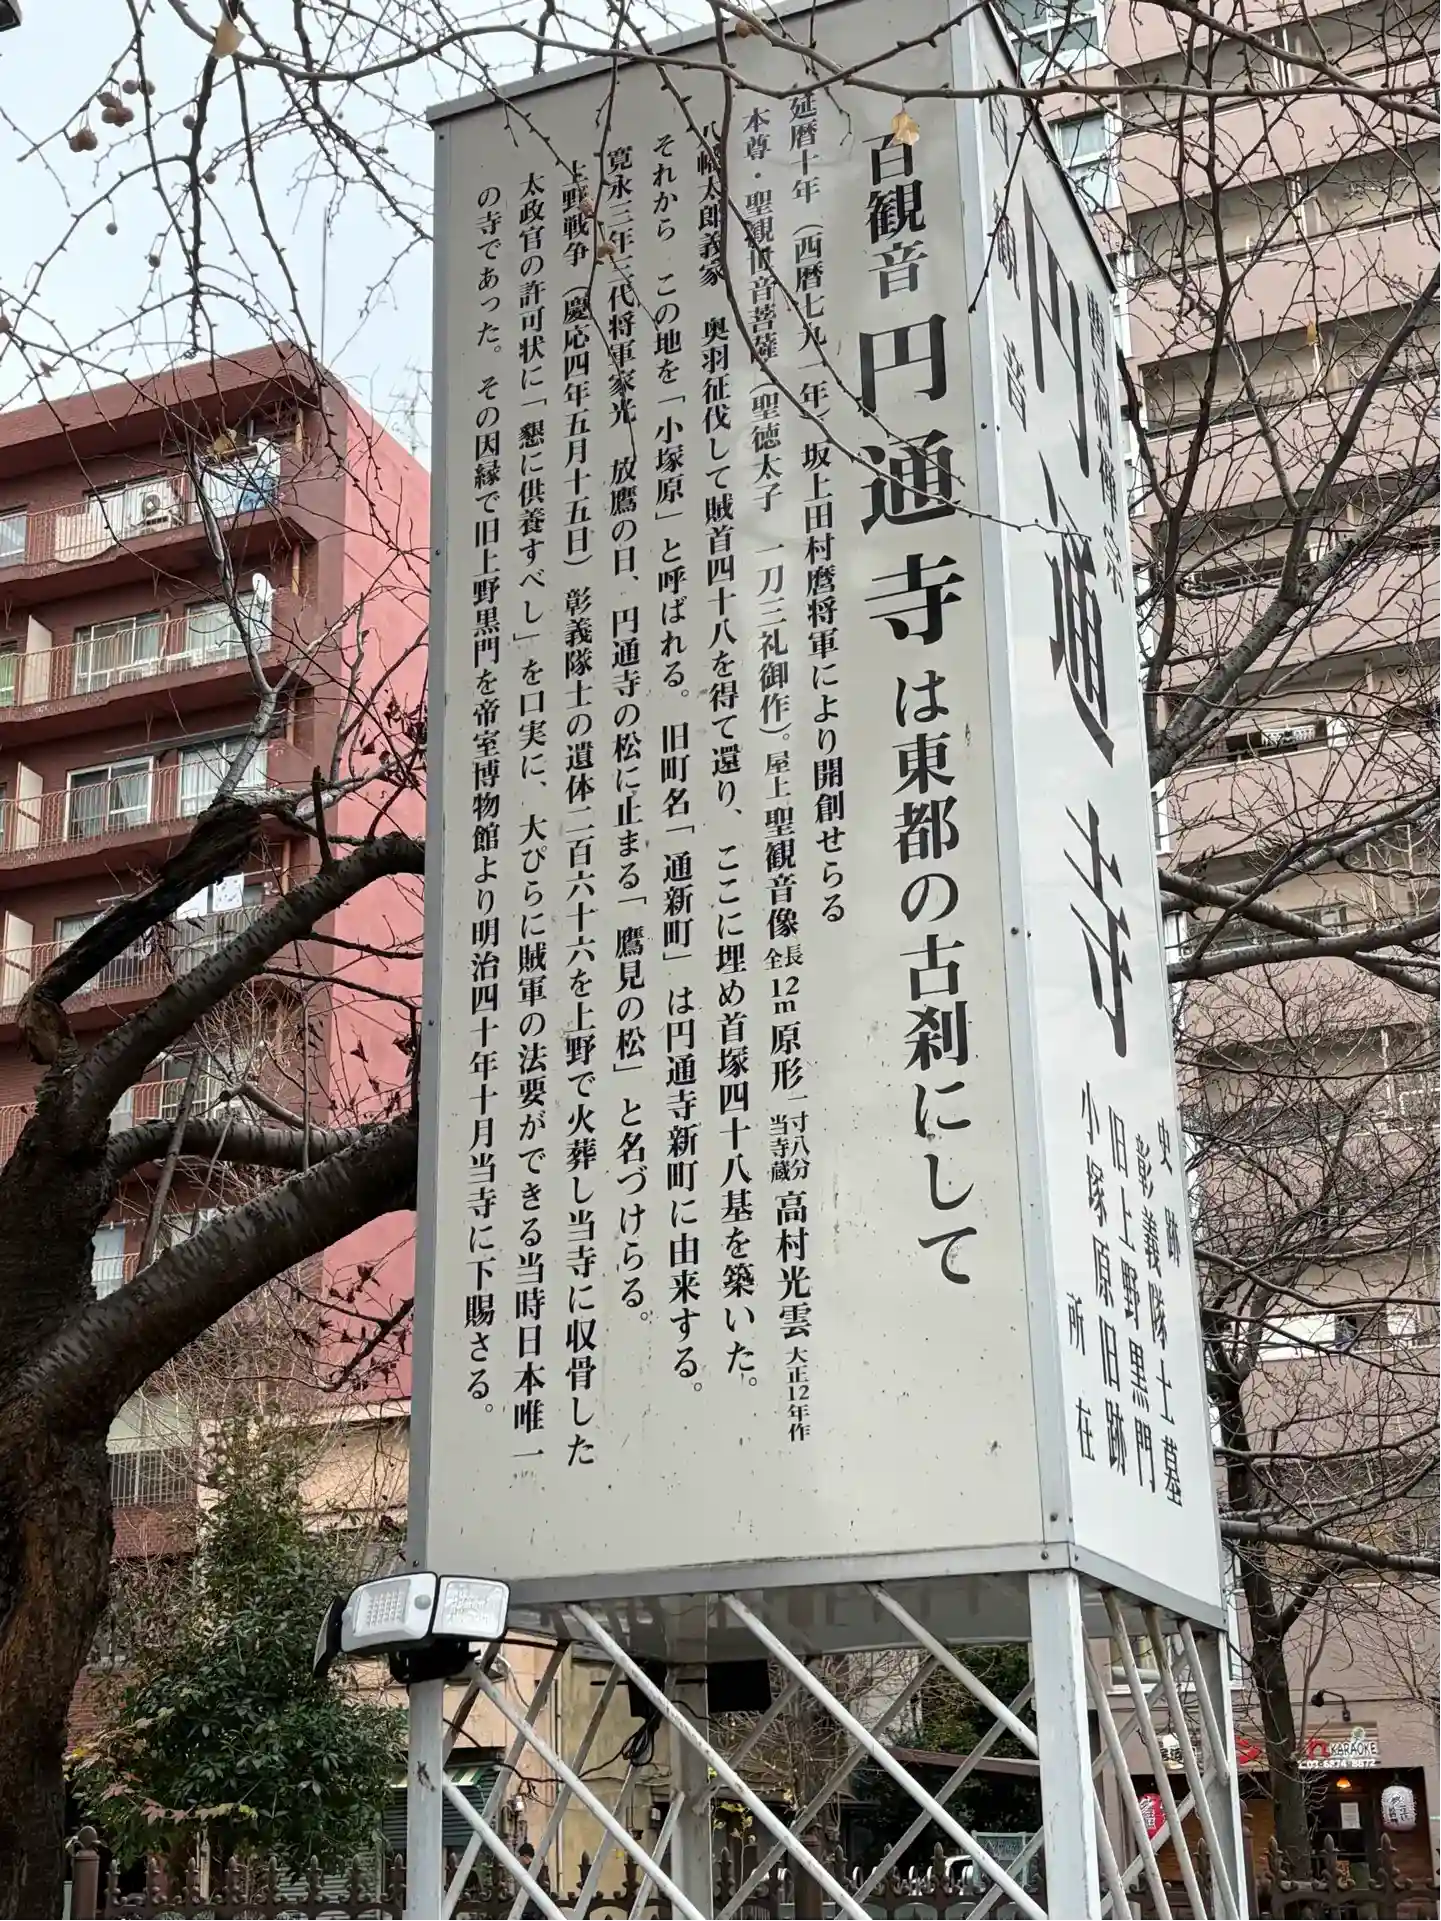 百観音 円通寺は東都の古刹にして
延暦十年（西暦七九一年）坂上田村麿将軍により開創せらる
本尊・聖観世音菩薩（聖徳太子 一刀三礼御作）。屋上聖観音像 全長12m 原形 一寸八分 当寺蔵 高村光雲 大正12年作
八幡太郎義家 奥羽征伐して賊首四十八を得て還り、ここに埋め首塚四十八基を築いた。
それから この地を「小塚原」と呼ばれる。旧町名「通新町」は円通寺新町に由来する。
寛永三年三代将軍家光 放鷹の日、円通寺の松に止まる「鷹見の松」と名づけらる。
上野戦争（慶応四年五月十五日）彰義隊士の遺体二百六十六を上野で火葬し当寺に収骨した
太政官の許可状に「懇に供養すべし」を口実に、大ぴらに賊軍の法要ができる当時日本唯一
の寺であった。その因縁で旧上野黒門を帝室博物館より明治四十年十月当寺に下賜さる。
曹洞禅宗
百観音
円通寺
史跡
彰義隊士墓
旧上野黒門
小塚原旧跡
所在
KARAOKE
03-6274-8872